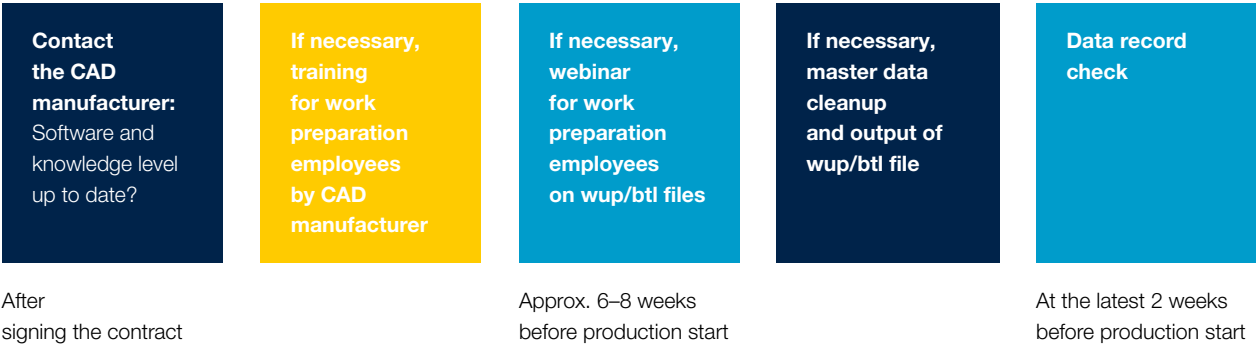 Contact
the CAD
manufacturer:
Software and
knowledge level
up to date?
If necessary,
training
for work
preparation
employees
by CAD
manufacturer
If necessary,
webinar
for work
preparation
employees
on wup/btl files
If necessary,
master data
cleanup
and output of
wup/btl file
Data record
check
After
signing the contract
Approx. 6–8 weeks
before production start
At the latest 2 weeks
before production start